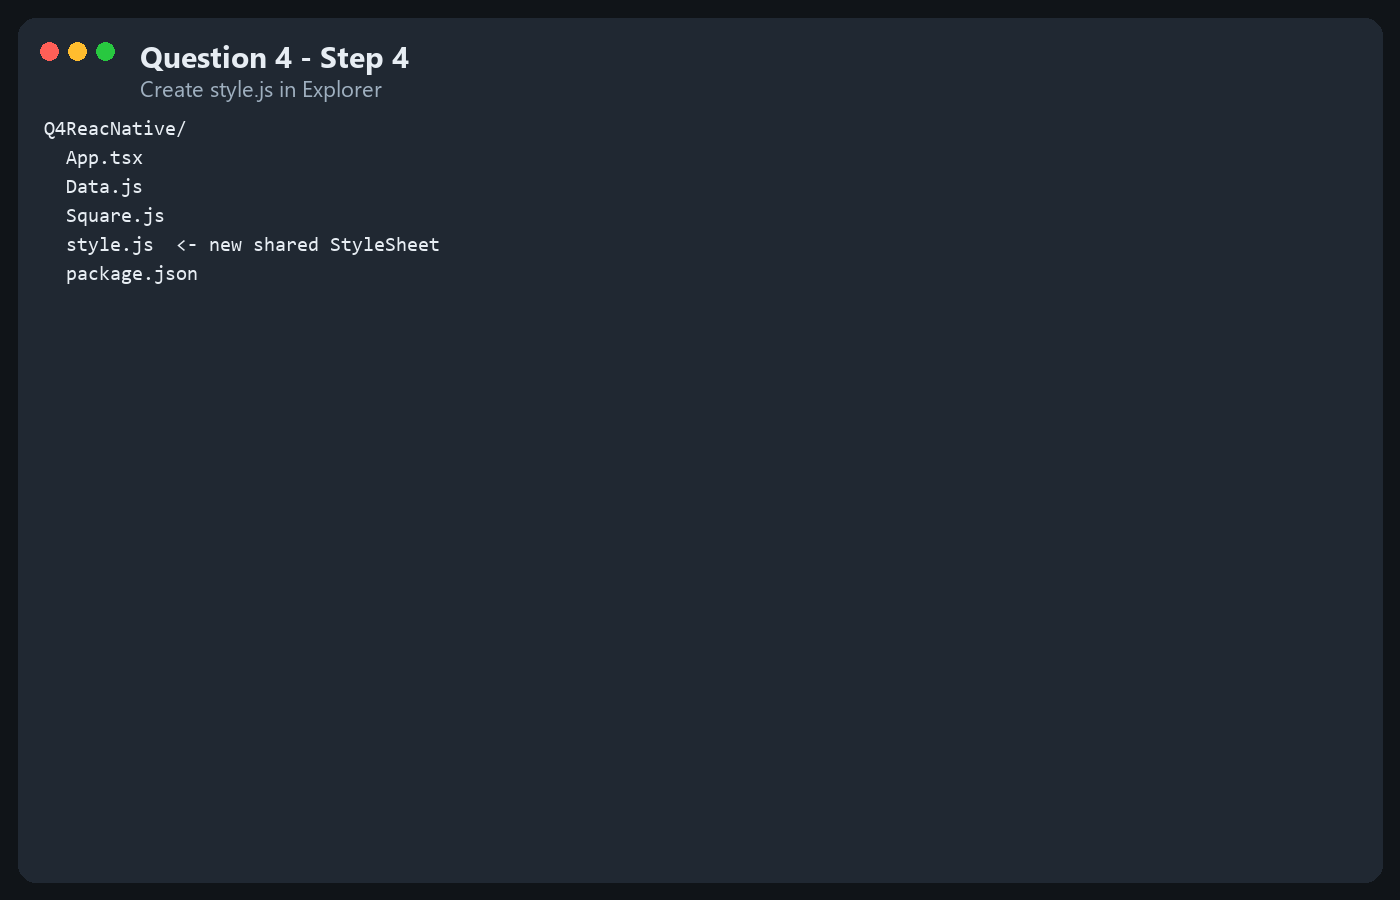 Question 4 - Step 4
Create style.js in Explorer
Q4ReacNative/
  App.tsx
  Data.js
  Square.js
  style.js  <- new shared StyleSheet
  package.json